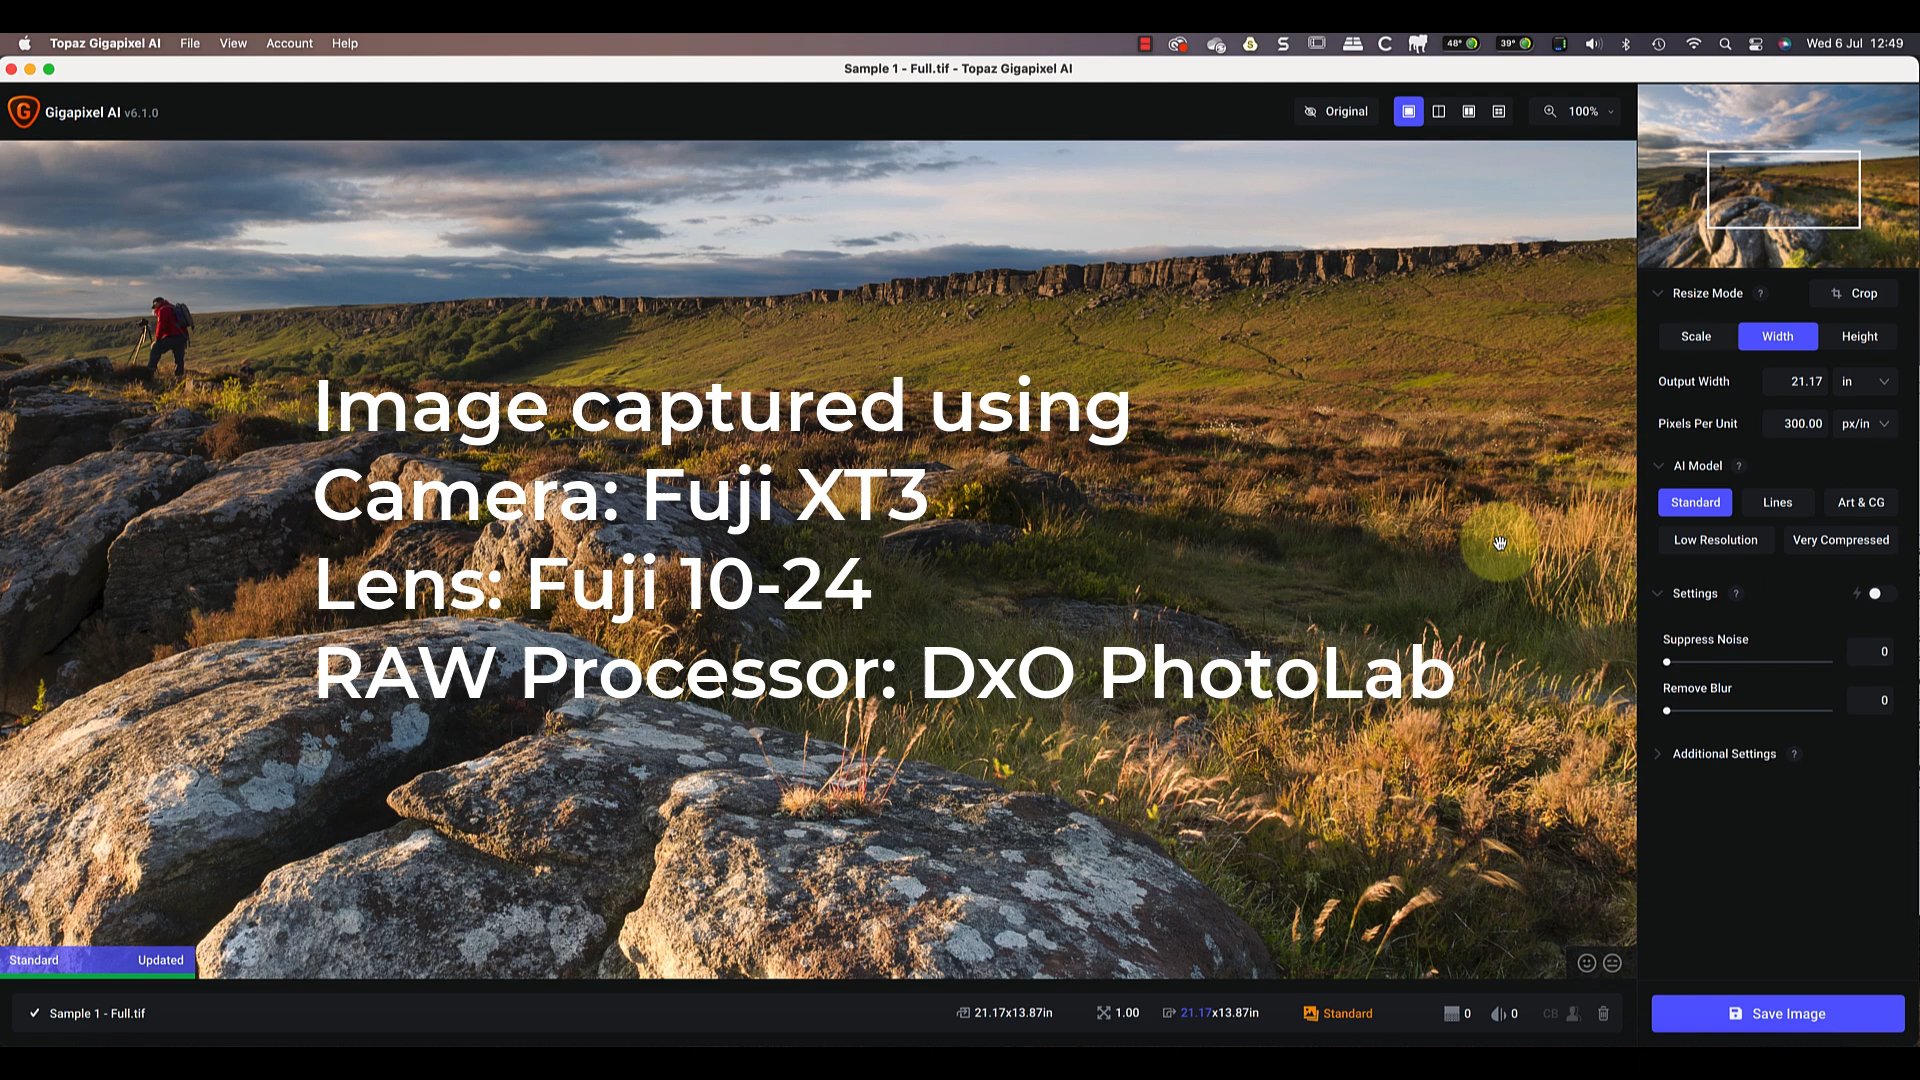 Topaz Gigapixel AI File View Account Help 48° 39° Wed 6 Jul 12:49
Sample 1 - Full.tif - Topaz Gigapixel AI
G Gigapixel AI v6.1.0 Original 100%
Resize Mode ? Crop
Scale Width Height
Output Width 21.17 in
Pixels Per Unit 300.00 px/in
AI Model ?
Standard Lines Art & CG
Low Resolution Very Compressed
Settings ?
Suppress Noise 0
Remove Blur 0
Additional Settings ?
Image captured using
Camera: Fuji XT3
Lens: Fuji 10-24
RAW Processor: DxO PhotoLab
Standard Updated
Sample 1 - Full.tif 21.17x13.87in 1.00 21.17x13.87in Standard 0 0 CB Save Image